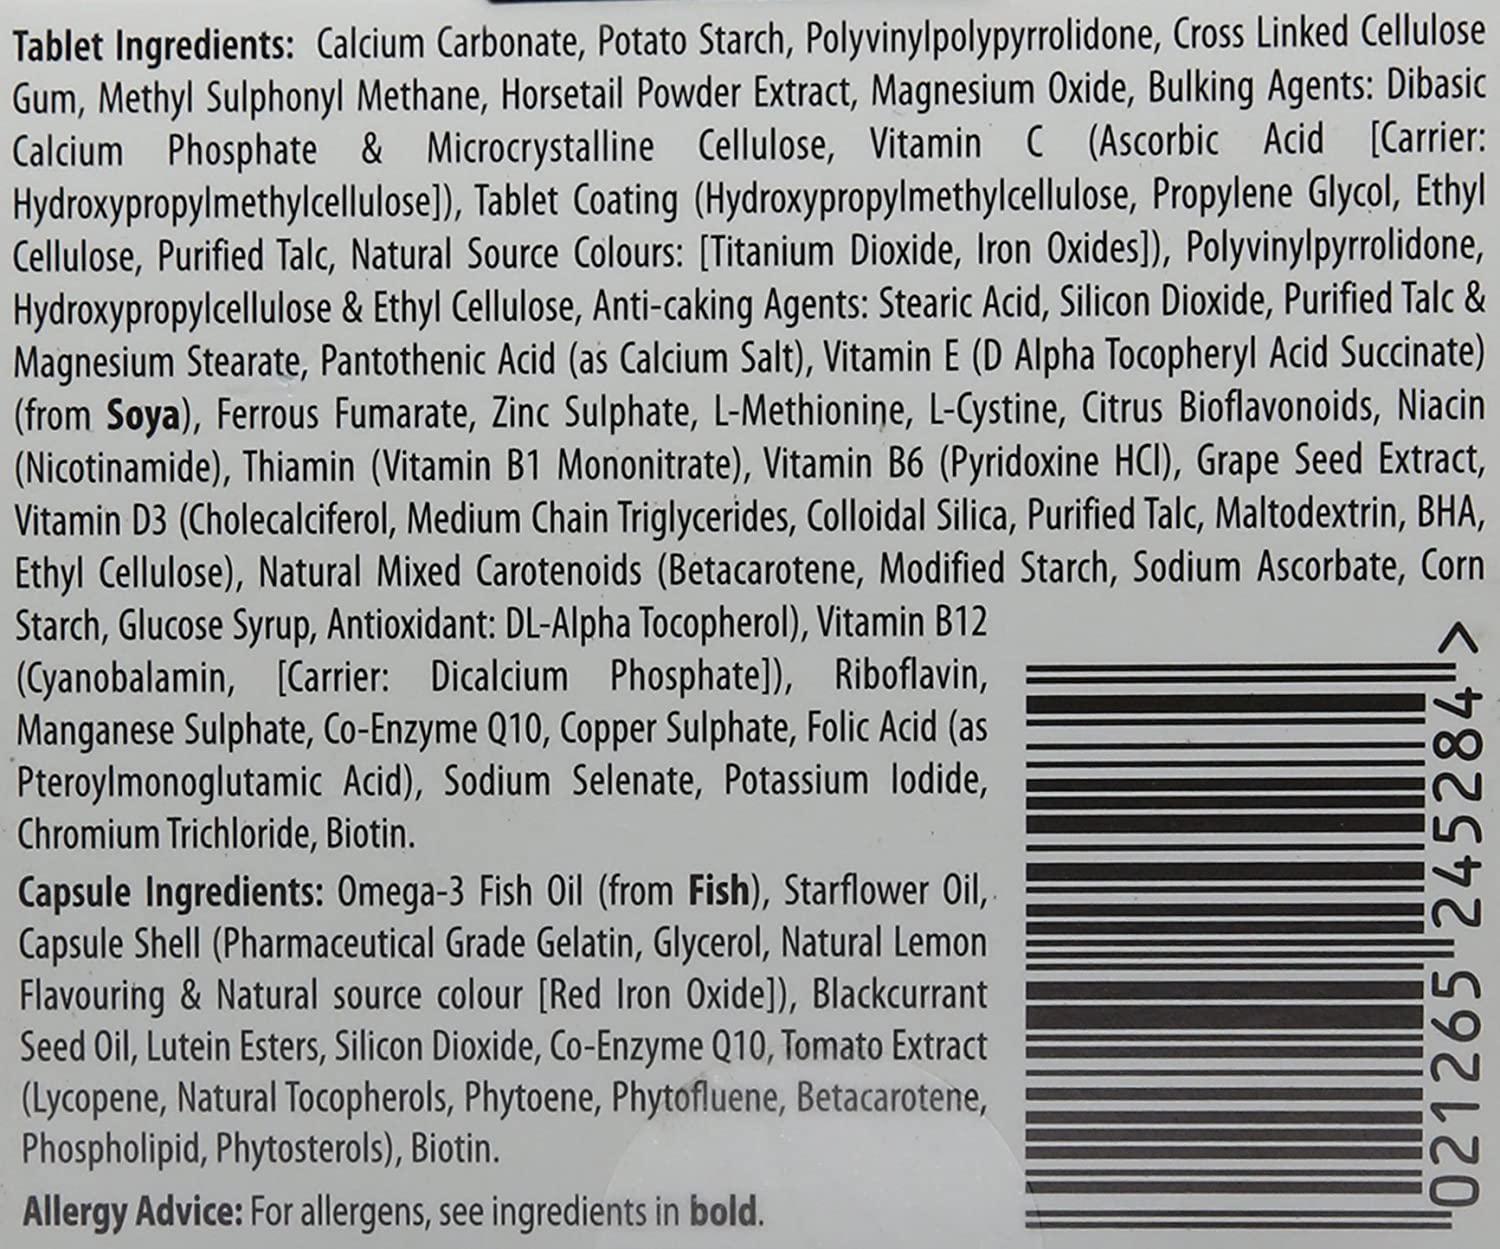 Tablet Ingredients: Calcium Carbonate, Potato Starch, Polyvinylpolypyrrolidone, Cross Linked Cellulose
Gum, Methyl Sulphonyl Methane, Horsetail Powder Extract, Magnesium Oxide, Bulking Agents: Dibasic
Calcium Phosphate & Microcrystalline Cellulose, Vitamin C (Ascorbic Acid [Carrier:
Hydroxypropylmethylcellulose]), Tablet Coating (Hydroxypropylmethylcellulose, Propylene Glycol, Ethyl
Cellulose, Purified Talc, Natural Source Colours: [Titanium Dioxide, Iron Oxides]), Polyvinylpyrrolidone,
Hydroxypropylcellulose & Ethyl Cellulose, Anti-caking Agents: Stearic Acid, Silicon Dioxide, Purified Talc &
Magnesium Stearate, Pantothenic Acid (as Calcium Salt), Vitamin E (D Alpha Tocopheryl Acid Succinate)
(from Soya), Ferrous Fumarate, Zinc Sulphate, L-Methionine, L-Cystine, Citrus Bioflavonoids, Niacin
(Nicotinamide), Thiamin (Vitamin B1 Mononitrate), Vitamin B6 (Pyridoxine HCl), Grape Seed Extract,
Vitamin D3 (Cholecalciferol, Medium Chain Triglycerides, Colloidal Silica, Purified Talc, Maltodextrin, BHA,
Ethyl Cellulose), Natural Mixed Carotenoids (Betacarotene, Modified Starch, Sodium Ascorbate, Corn
Starch, Glucose Syrup, Antioxidant: DL-Alpha Tocopherol), Vitamin B12
(Cyanobalamin, [Carrier: Dicalcium Phosphate]), Riboflavin,
Manganese Sulphate, Co-Enzyme Q10, Copper Sulphate, Folic Acid (as
Pteroylmonoglutamic Acid), Sodium Selenate, Potassium Iodide,
Chromium Trichloride, Biotin.
Capsule Ingredients: Omega-3 Fish Oil (from Fish), Starflower Oil,
Capsule Shell (Pharmaceutical Grade Gelatin, Glycerol, Natural Lemon
Flavouring & Natural source colour [Red Iron Oxide]), Blackcurrant
Seed Oil, Lutein Esters, Silicon Dioxide, Co-Enzyme Q10, Tomato Extract
(Lycopene, Natural Tocopherols, Phytoene, Phytofluene, Betacarotene,
Phospholipid, Phytosterols), Biotin.
Allergy Advice: For allergens, see ingredients in bold.
0 21265 245284 >